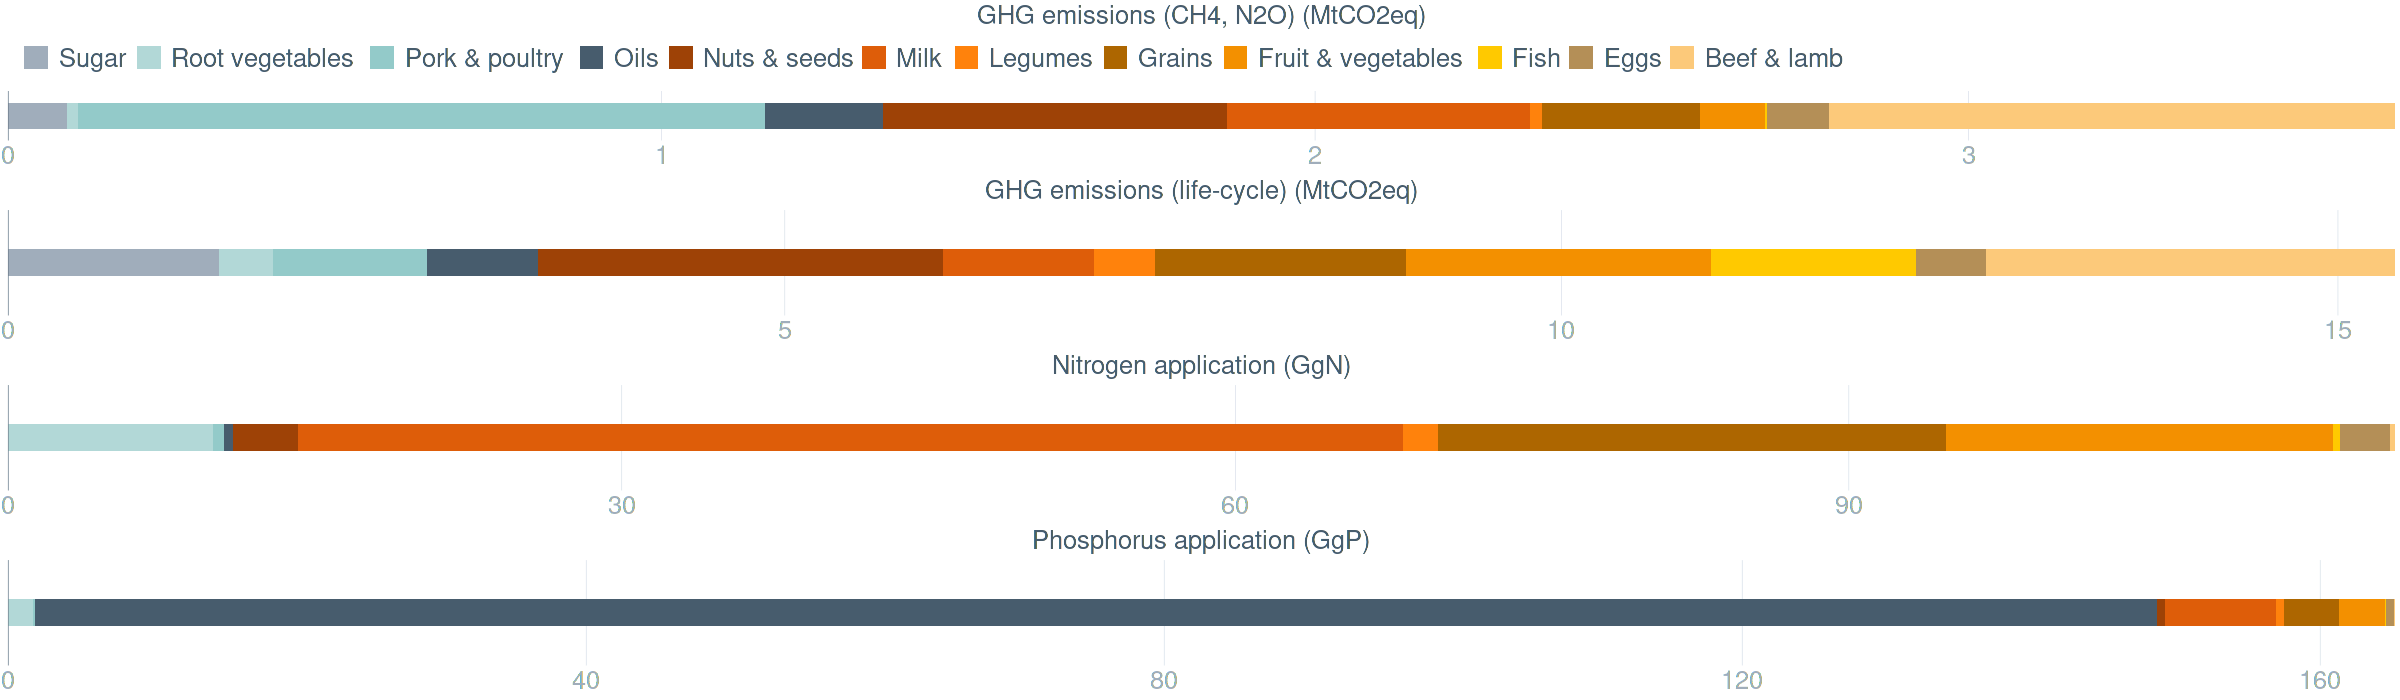 GHG emissions (CH4, N2O) (MtCO2eq)
Sugar Root vegetables Pork & poultry Oils Nuts & seeds Milk Legumes Grains Fruit & vegetables Fish Eggs Beef & lamb
0 1 2 3
GHG emissions (life-cycle) (MtCO2eq)
0 5 10 15
Nitrogen application (GgN)
0 30 60 90
Phosphorus application (GgP)
0 40 80 120 160